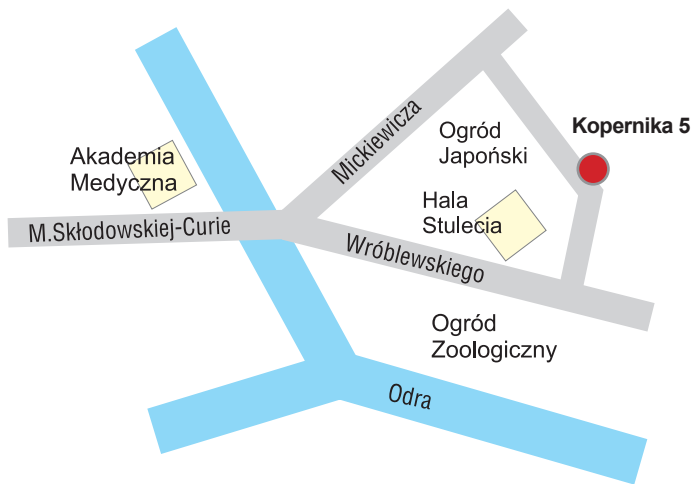 Kopernika 5
Mickiewicza
Ogród
Japoński
Akademia
Medyczna
Hala
Stulecia
M.Skłodowskiej-Curie
Wróblewskiego
Ogród
Zoologiczny
Odra